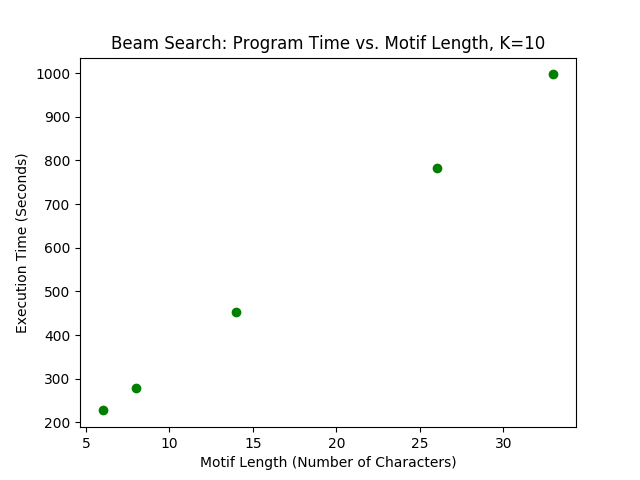 Beam Search: Program Time vs. Motif Length, K=10
Execution Time (Seconds)
1000
900
800
700
600
500
400
300
200
5 10 15 20 25 30
Motif Length (Number of Characters)